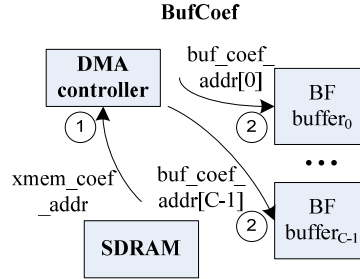 BufCoef
DMA
controller
buf_coef_
addr[0]
BF
buffer0
1
2
xmem_coef
_addr
buf_coef_
addr[C-1]
•••
2
BF
bufferC-1
SDRAM